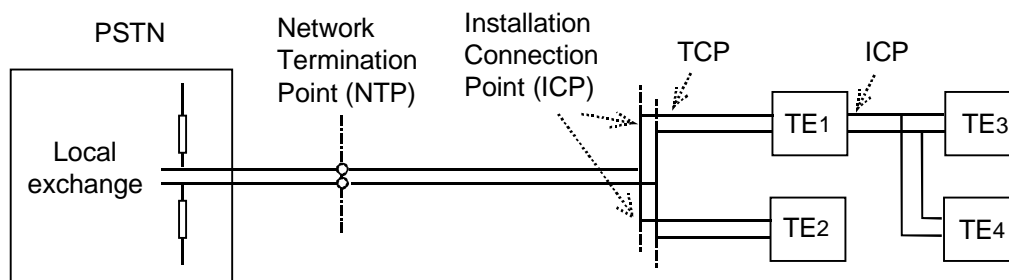 PSTN
Local
exchange
Network
Termination
Point (NTP)
Installation
Connection
Point (ICP)
TCP
ICP
TE1
TE3
TE2
TE4